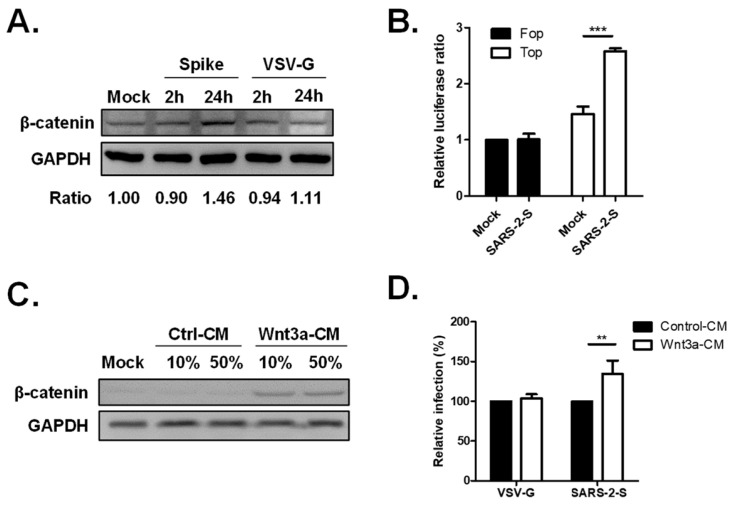 A.
Spike VSV-G
Mock 2h 24h 2h 24h
β-catenin
GAPDH
Ratio 1.00 0.90 1.46 0.94 1.11
B.
Fop
Top
***
Relative luciferase ratio
3
2
1
0
Mock SARS-2-S Mock SARS-2-S
C.
Ctrl-CM Wnt3a-CM
Mock 10% 50% 10% 50%
β-catenin
GAPDH
D.
Control-CM
Wnt3a-CM
**
Relative infection (%)
200
150
100
50
0
VSV-G SARS-2-S